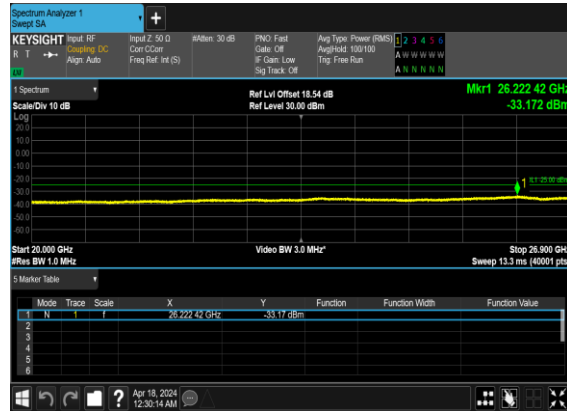 Spectrum Analyzer 1
Swept SA
+
KEYSIGHT Input: RF Input Z: 50 Ω #Atten: 30 dB PNO: Fast Avg Type: Power (RMS) 1 2 3 4 5 6
R T Coupling: DC Corr CCorr Gate: Off Avg|Hold: 100/100 A W W W W W
Align: Auto Freq Ref: Int (S) IF Gain: Low Trig: Free Run
Sig Track: Off A N N N N N
1 Spectrum Ref Lvl Offset 18.54 dB Mkr1 26.222 42 GHz
Scale/Div 10 dB Ref Level 30.00 dBm -33.172 dBm
Log
20.0
10.0
0.00
-10.0
-20.0
-30.0
-40.0
-50.0
-60.0
1
Start 20.000 GHz Video BW 3.0 MHz* Stop 26.900 GHz
#Res BW 1.0 MHz Sweep 13.3 ms (40001 pts)
5 Marker Table
Mode Trace Scale X Y Function Function Width Function Value
1 N 1 f 26.222 42 GHz -33.17 dBm
2
3
4
5
6
? Apr 18, 2024
12:30:14 AM